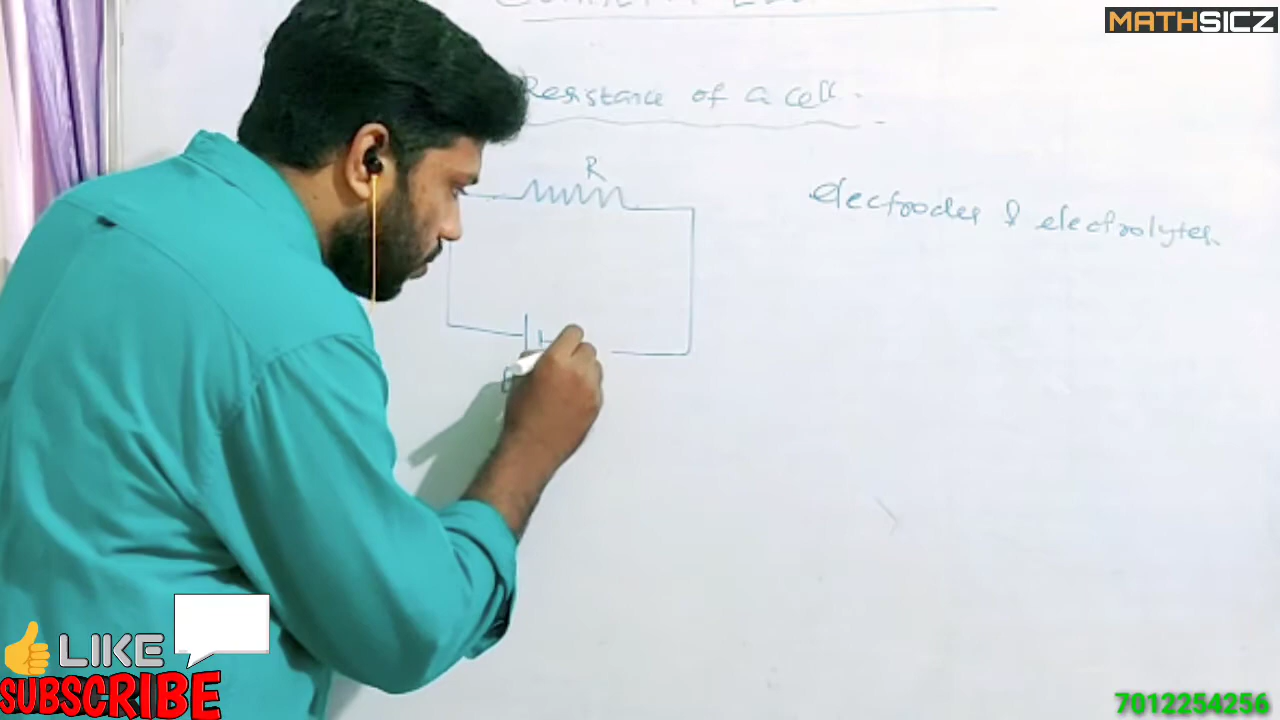 MATHSICZ
Resistance of a cell.
R
electrodes & electrolytes.
E
LIKE
SUBSCRIBE
7012254256